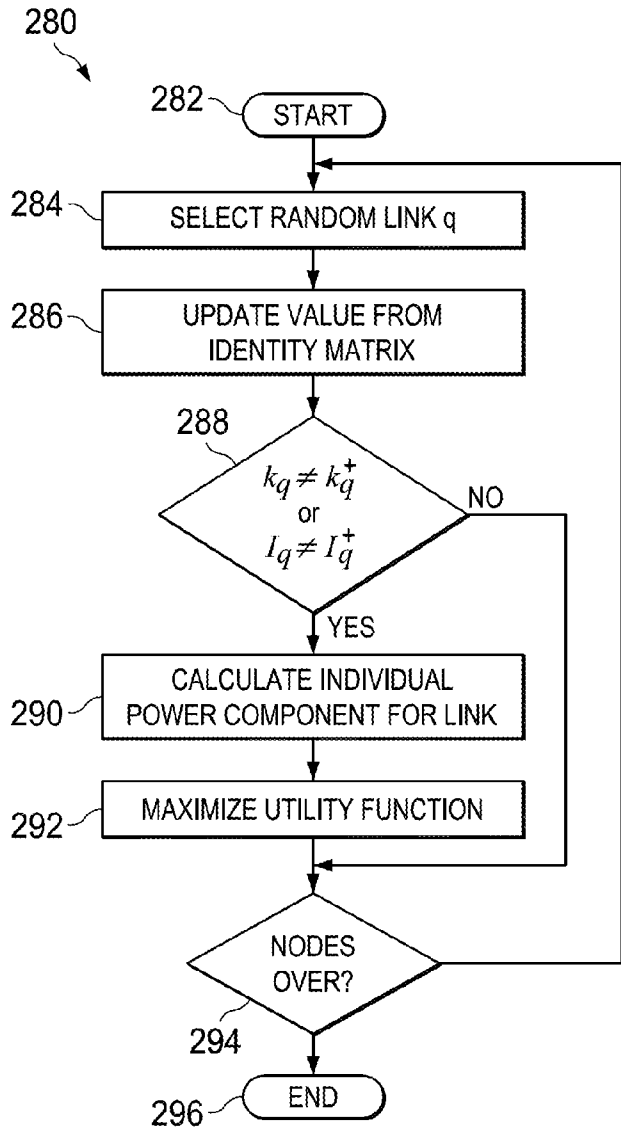 280
282
START
284
SELECT RANDOM LINK q
286
UPDATE VALUE FROM
IDENTITY MATRIX
288
k_q ≠ k_q^+
or
I_q ≠ I_q^+
NO
YES
290
CALCULATE INDIVIDUAL
POWER COMPONENT FOR LINK
292
MAXIMIZE UTILITY FUNCTION
NODES
OVER?
294
296
END